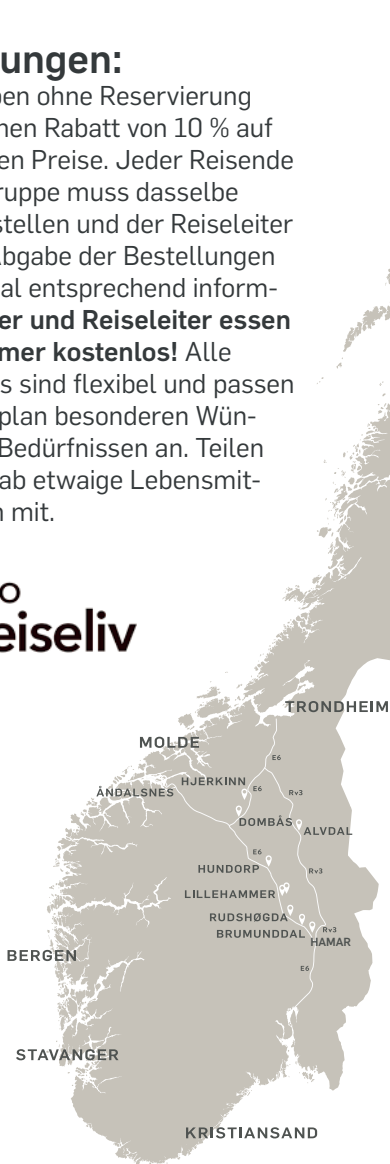 ungen:
en ohne Reservierung
nen Rabatt von 10 % auf
en Preise. Jeder Reisende
ruppe muss dasselbe
stellen und der Reiseleiter
Abgabe der Bestellungen
al entsprechend inform-
er und Reiseleiter essen
mer kostenlos! Alle
s sind flexibel und passen
plan besonderen Wün-
Bedürfnissen an. Teilen
ab etwaige Lebensmit-
n mit.
o
eiseliv
TRONDHEIM
MOLDE
E6
HJERKINN
ÅNDALSNES
E6
Rv3
DOMBÅS
ALVDAL
E6
HUNDORP
Rv3
LILLEHAMMER
RUDSHØGDA
BRUMUNDDAL
Rv3
HAMAR
BERGEN
E6
STAVANGER
KRISTIANSAND